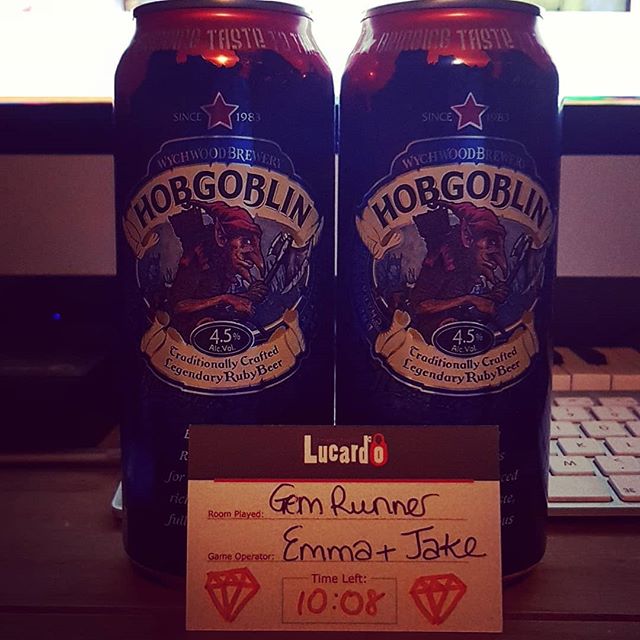 SINCE 1983
WYCHWOOD BREWERY
HOBGOBLIN
4.5%
Alc. Vol.
Traditionally Crafted
Legendary Ruby Beer
TASTE
SINCE 1983
WYCHWOOD BREWERY
HOBGOBLIN
4.5%
Alc. Vol.
Traditionally Crafted
Legendary Ruby Beer
Lucardo
Room Played: Gem Runner
Game Operator: Emma + Jake
Time Left:
10:08